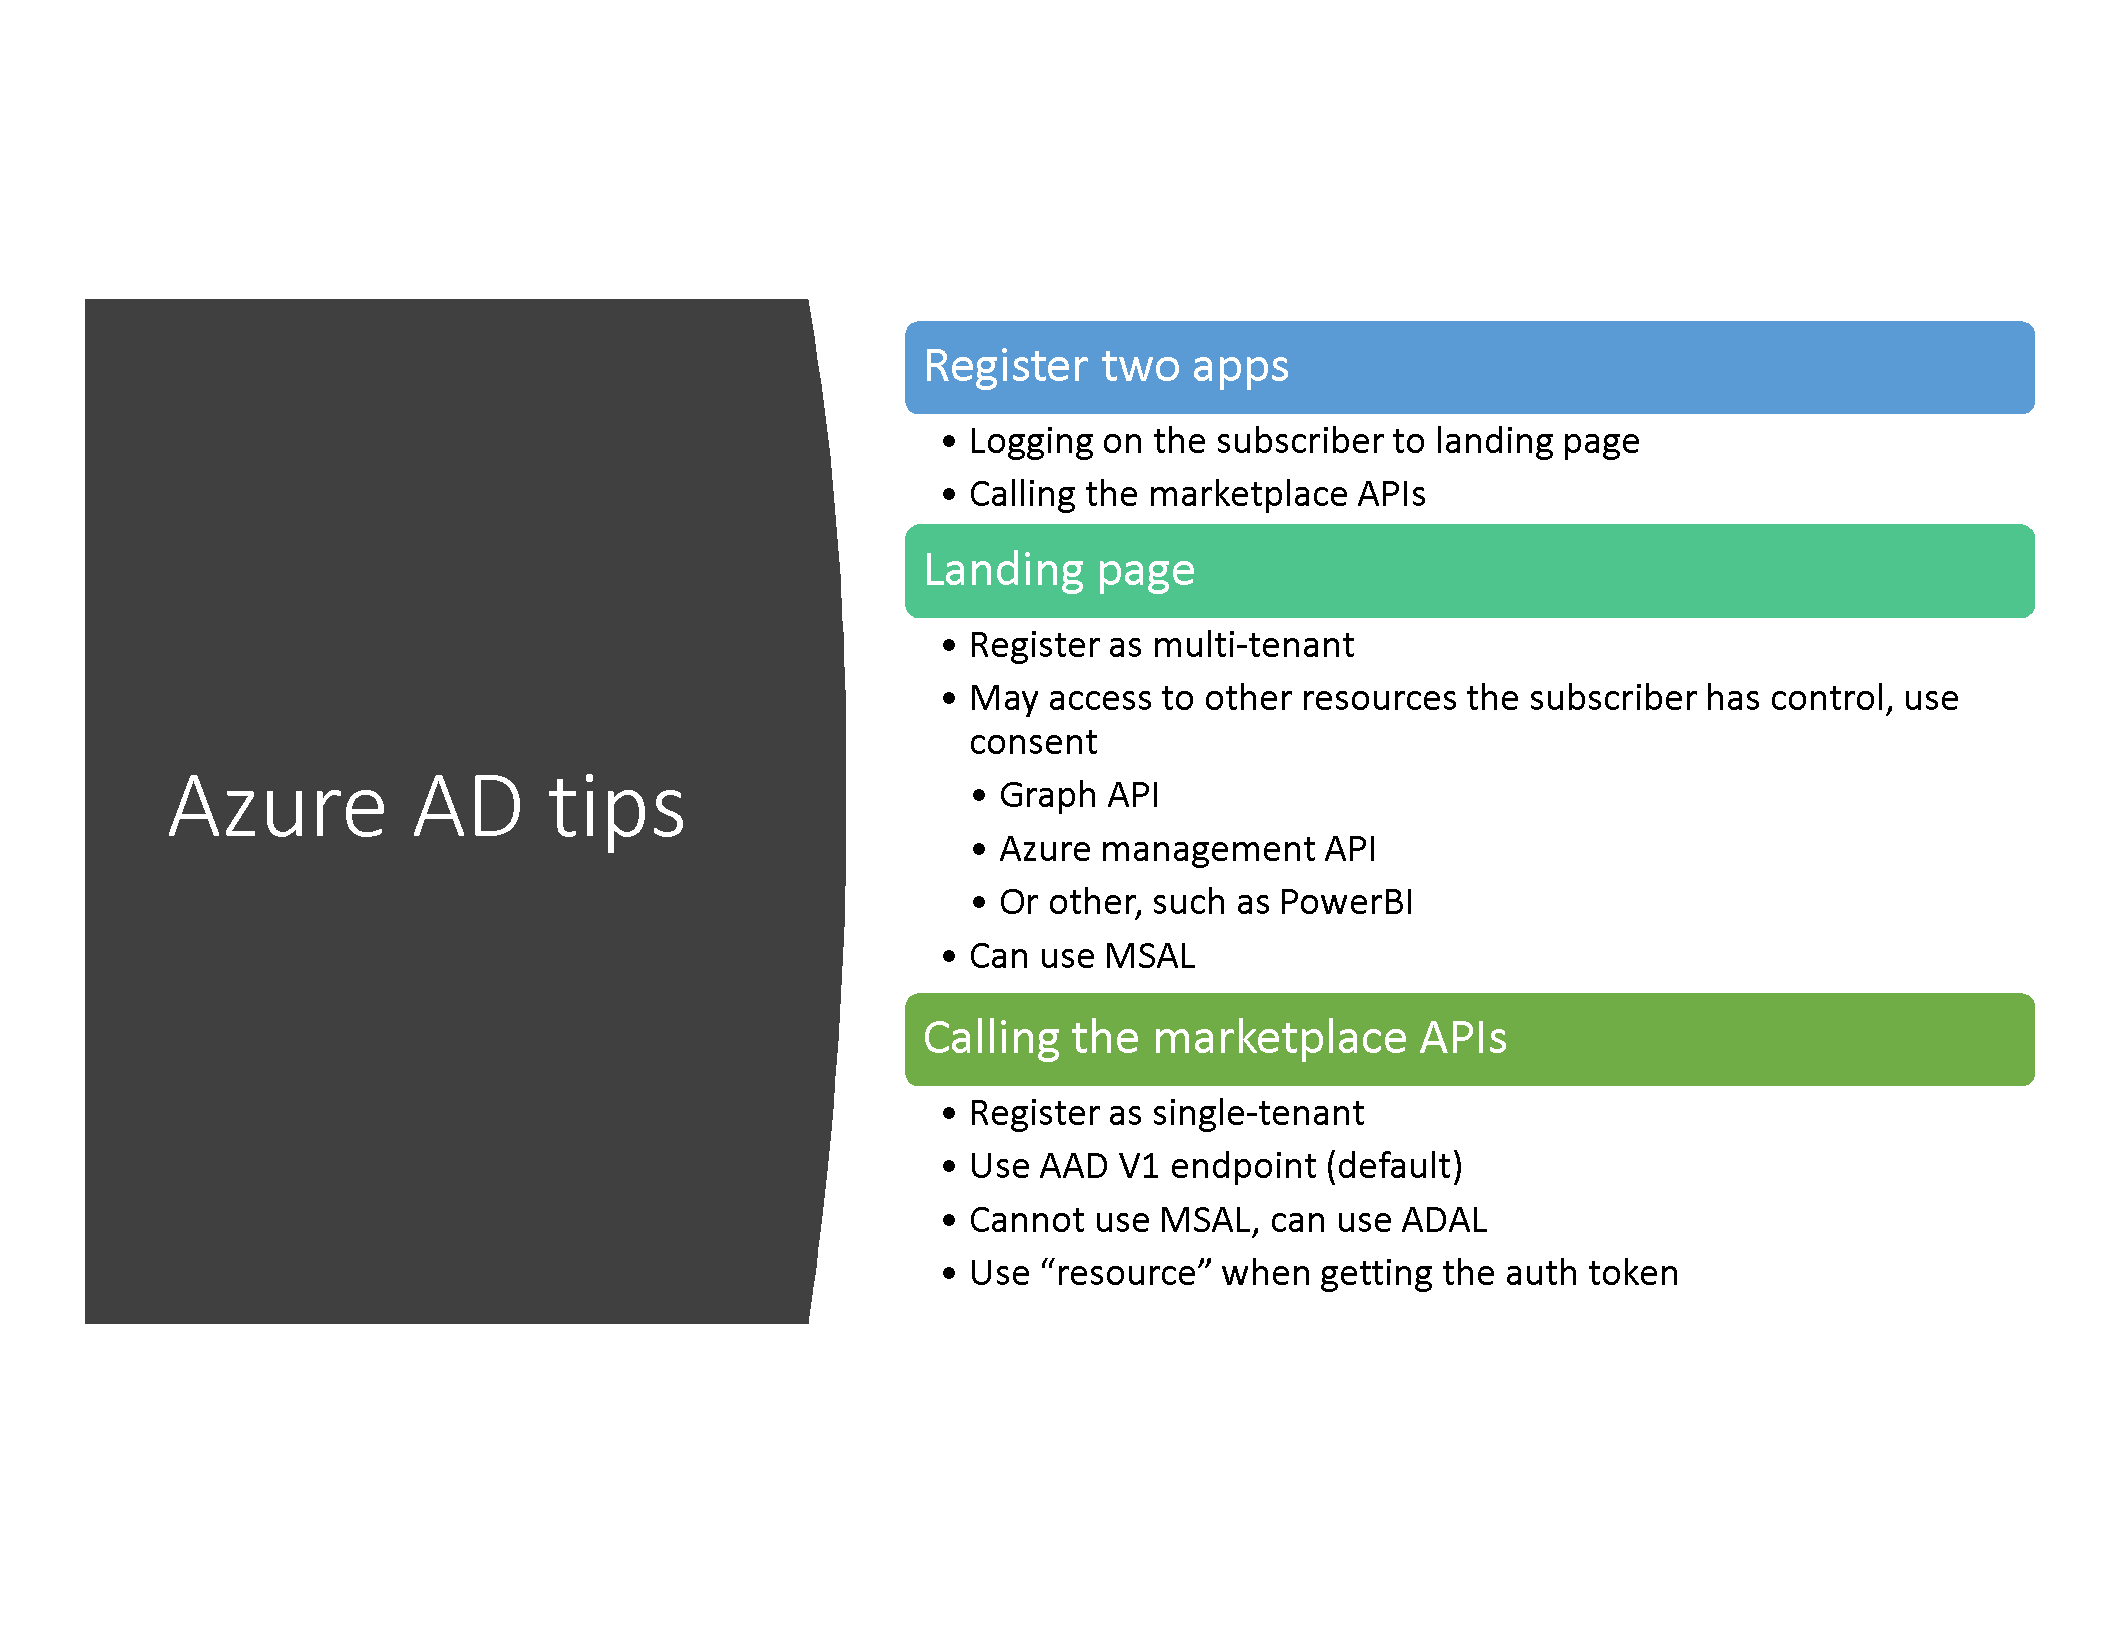 Azure AD tips
Register two apps
• Logging on the subscriber to landing page
• Calling the marketplace APIs
Landing page
• Register as multi-tenant
• May access to other resources the subscriber has control, use
consent
• Graph API
• Azure management API
• Or other, such as PowerBI
• Can use MSAL
Calling the marketplace APIs
• Register as single-tenant
• Use AAD V1 endpoint (default)
• Cannot use MSAL, can use ADAL
• Use “resource” when getting the auth token